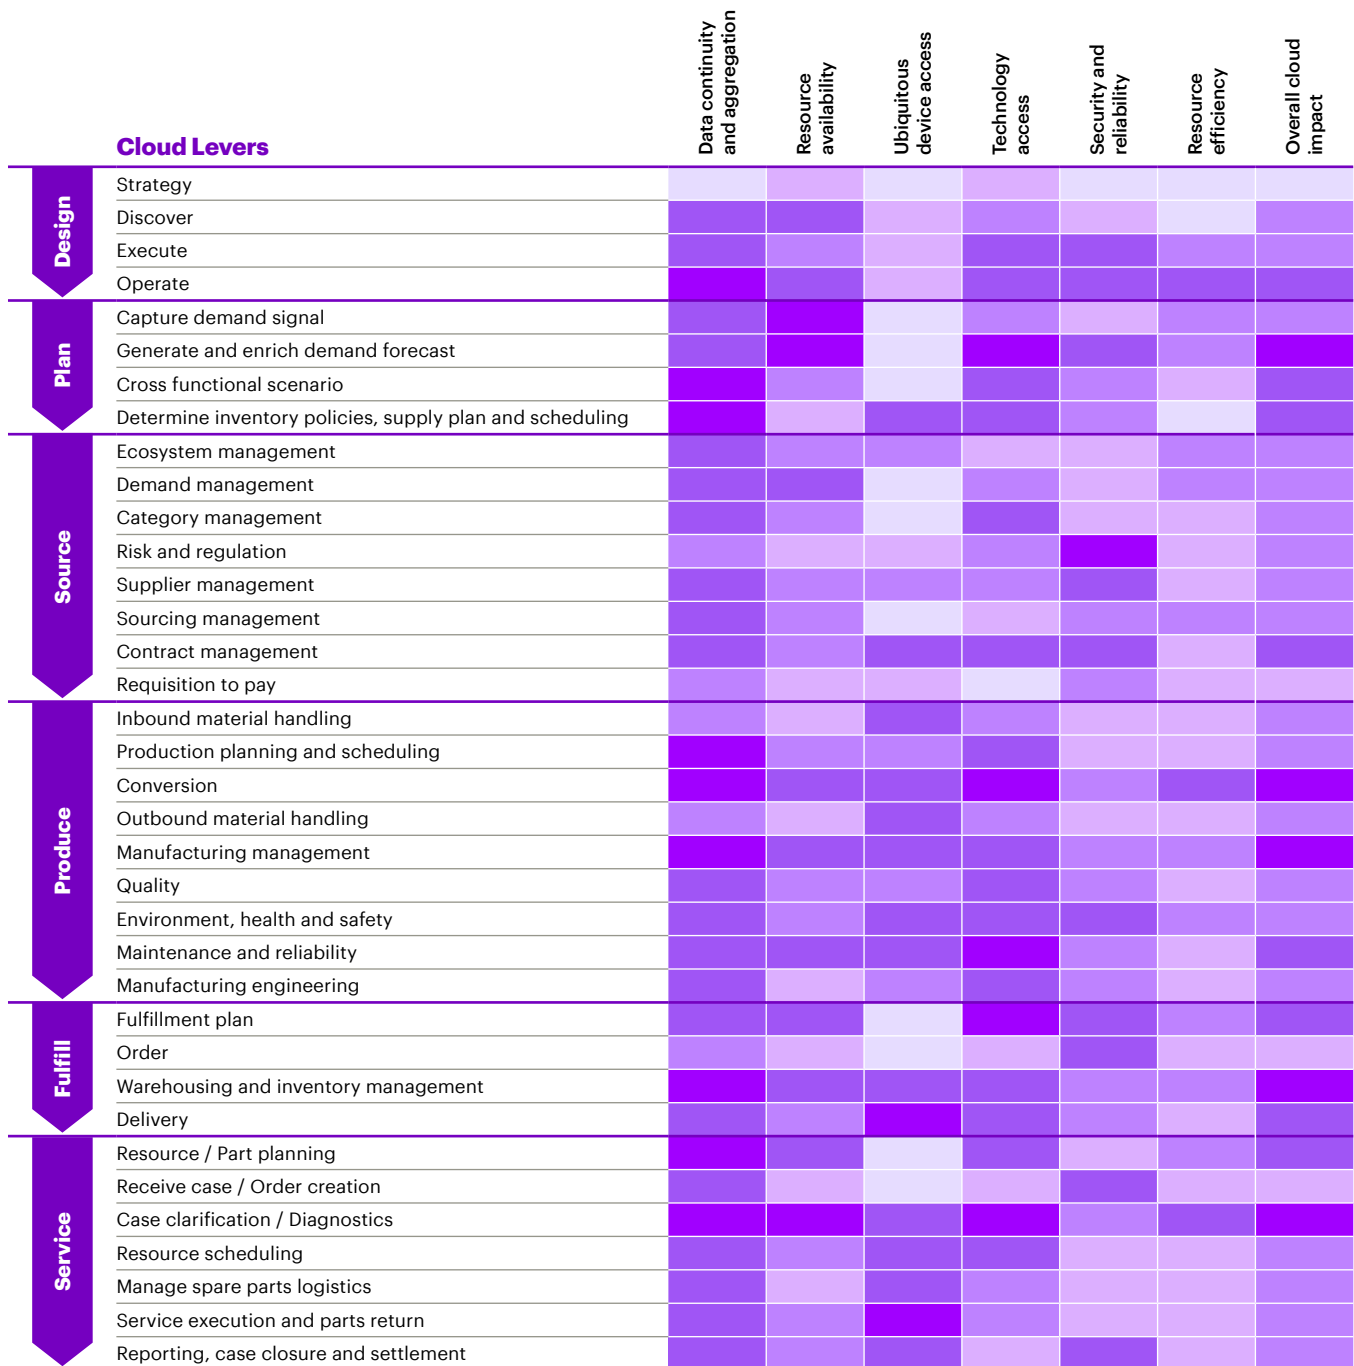 Data continuity
and aggregation
Resource
availability
Ubiquitous
device access
Technology
access
Security and
reliability
Resource
efficiency
Overall cloud
impact
Cloud Levers
Design
Strategy
Discover
Execute
Operate
Plan
Capture demand signal
Generate and enrich demand forecast
Cross functional scenario
Determine inventory policies, supply plan and scheduling
Source
Ecosystem management
Demand management
Category management
Risk and regulation
Supplier management
Sourcing management
Contract management
Requisition to pay
Produce
Inbound material handling
Production planning and scheduling
Conversion
Outbound material handling
Manufacturing management
Quality
Environment, health and safety
Maintenance and reliability
Manufacturing engineering
Fulfill
Fulfillment plan
Order
Warehousing and inventory management
Delivery
Service
Resource / Part planning
Receive case / Order creation
Case clarification / Diagnostics
Resource scheduling
Manage spare parts logistics
Service execution and parts return
Reporting, case closure and settlement